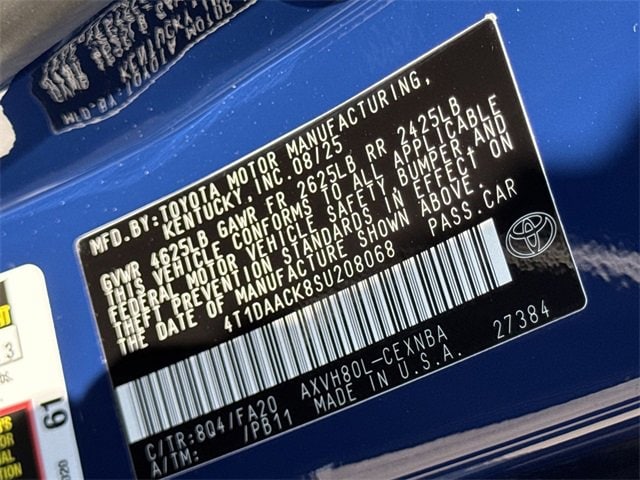 MFD. BY: TOYOTA MOTOR MANUFACTURING,
KENTUCKY, INC. 08/25
GVWR 4625LB GAWR FR 2625LB RR 2425LB
THIS VEHICLE CONFORMS TO ALL APPLICABLE
FEDERAL MOTOR VEHICLE SAFETY, BUMPER, AND
THEFT PREVENTION STANDARDS IN EFFECT ON
THE DATE OF MANUFACTURE SHOWN ABOVE.
4T1DAACK8SU208068 PASS.CAR
C/TR:8Q4/FA20 AXVH80L-CEXNBA
A/TM: /PB11 MADE IN U.S.A. 27384
61